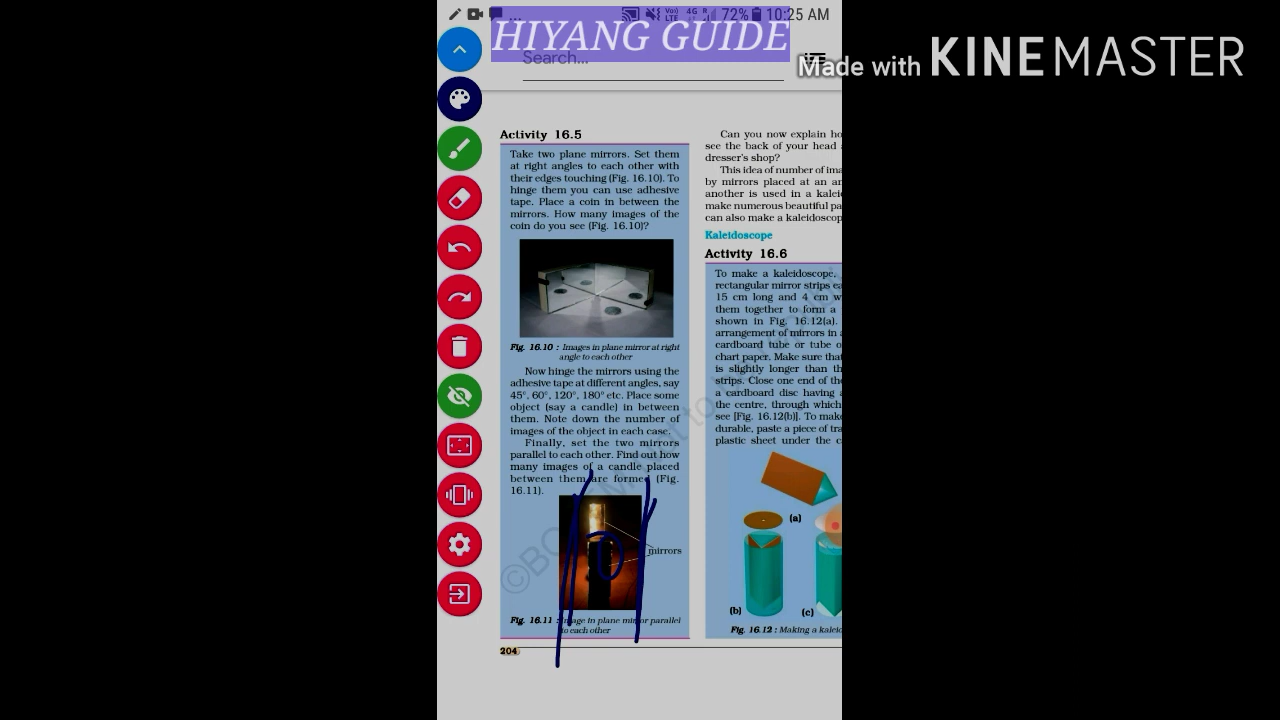 72% 10:25 AM
HIYANG GUIDE
Search...
Made with KINEMASTER
Activity 16.5
Take two plane mirrors. Set them
at right angles to each other with
their edges touching (Fig. 16.10). To
hinge them you can use adhesive
tape. Place a coin in between the
mirrors. How many images of the
coin do you see (Fig. 16.10)?
Fig. 16.10 : Images in plane mirror at right
angle to each other
Now hinge the mirrors using the
adhesive tape at different angles, say
45°, 60°, 120°, 180° etc. Place some
object (say a candle) in between
them. Note down the number of
images of the object in each case.
Finally, set the two mirrors
parallel to each other. Find out how
many images of a candle placed
between them are formed (Fig.
16.11).
mirrors
Fig. 16.11 : Image in plane mirror parallel
to each other
204
Can you now explain
see the back of your head
dresser's shop?
This idea of number of
by mirrors placed at an
another is used in a
make numerous beautiful
can also make a
Kaleidoscope
Activity 16.6
To make a kaleidoscope,
rectangular mirror strips
15 cm long and 4 cm
them together to form a
shown in Fig. 16.12(a).
arrangement of mirrors in
cardboard tube or tube
chart paper. Make sure
is slightly longer than
strips. Close one end of the
a cardboard disc having
the centre, through which
see [Fig. 16.12(b)]. To
durable, paste a piece of
plastic sheet under the
(a)
(b)
(c)
Fig. 16.12 : Making a